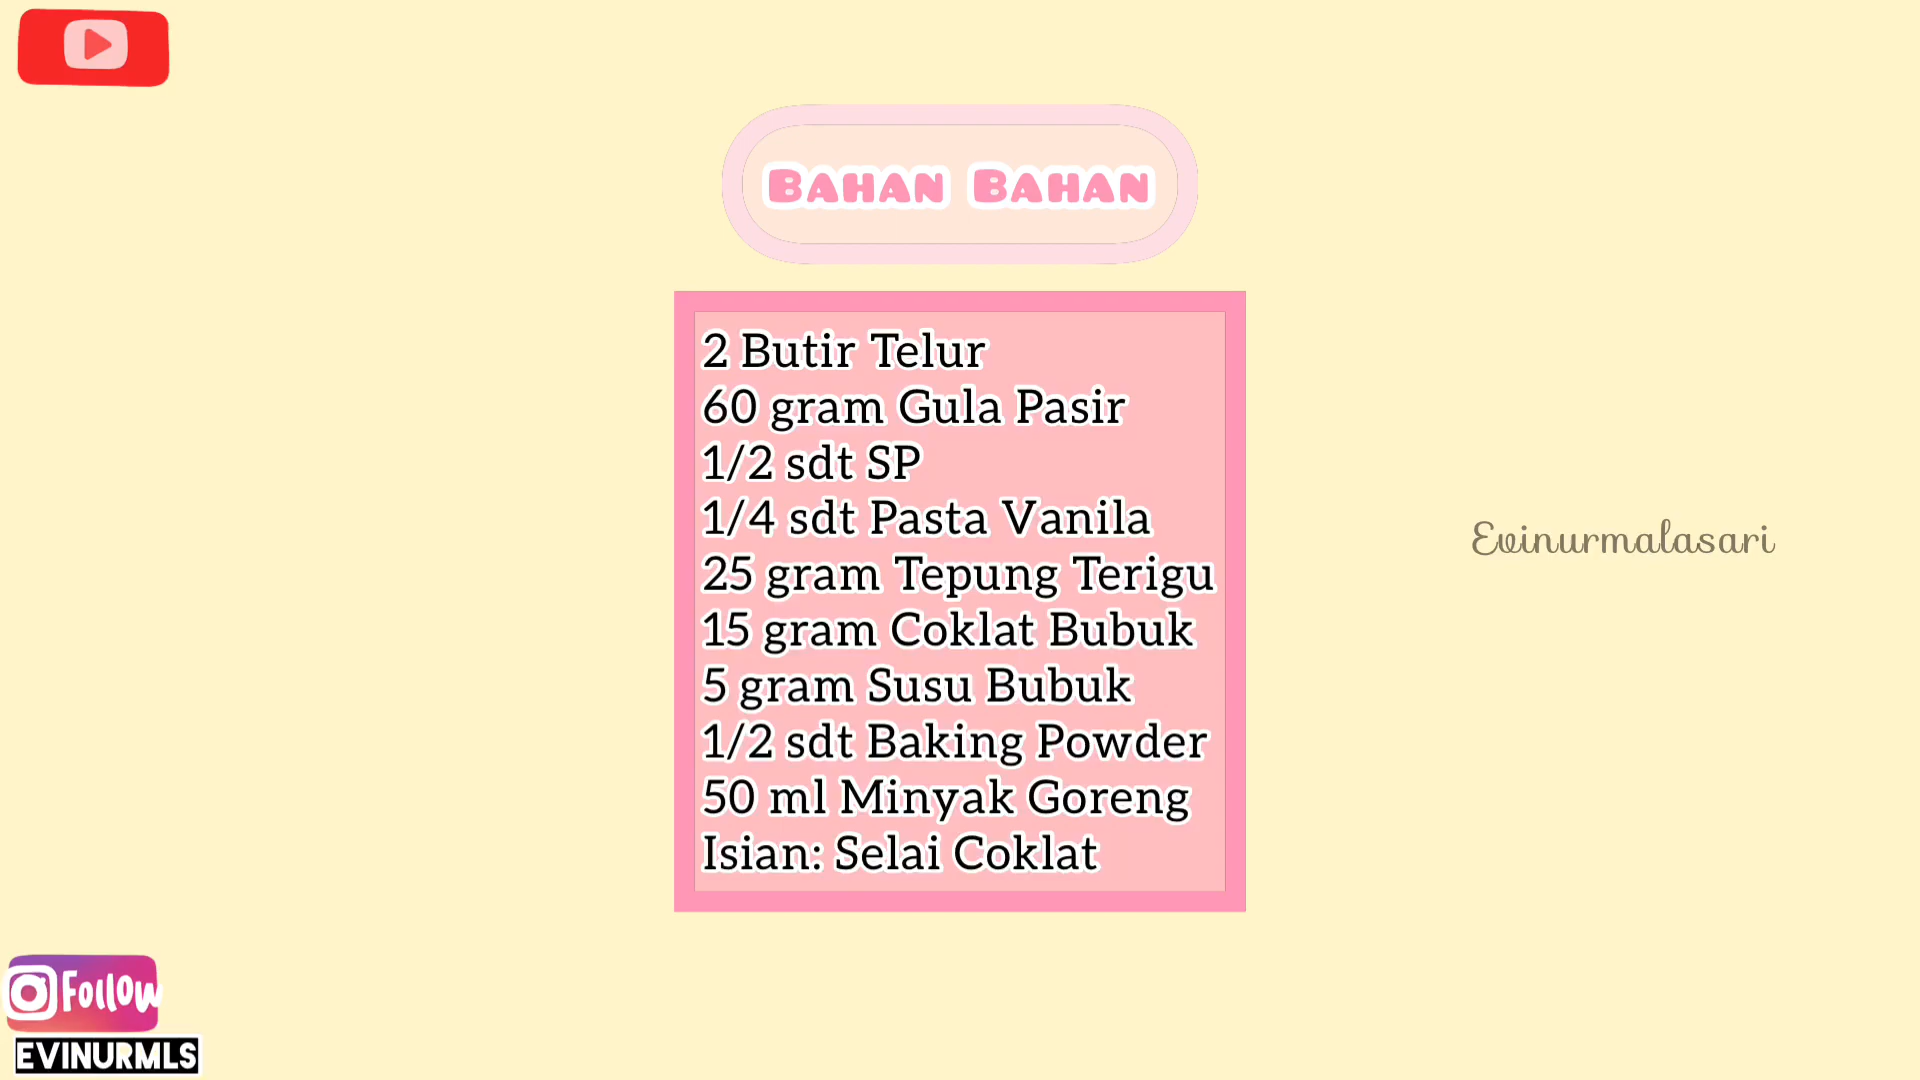 Bahan Bahan
2 Butir Telur
60 gram Gula Pasir
1/2 sdt SP
1/4 sdt Pasta Vanila
25 gram Tepung Terigu
15 gram Coklat Bubuk
5 gram Susu Bubuk
1/2 sdt Baking Powder
50 ml Minyak Goreng
Isian: Selai Coklat
Evinurmalasari
Follow
EVINURMLS